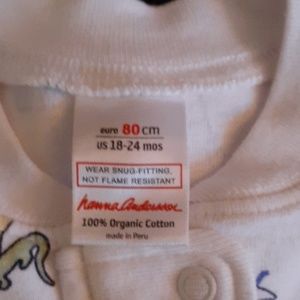 euro 80 cm
US 18-24 mos
WEAR SNUG-FITTING,
NOT FLAME RESISTANT
hanna andersson
100% Organic Cotton
made in Peru